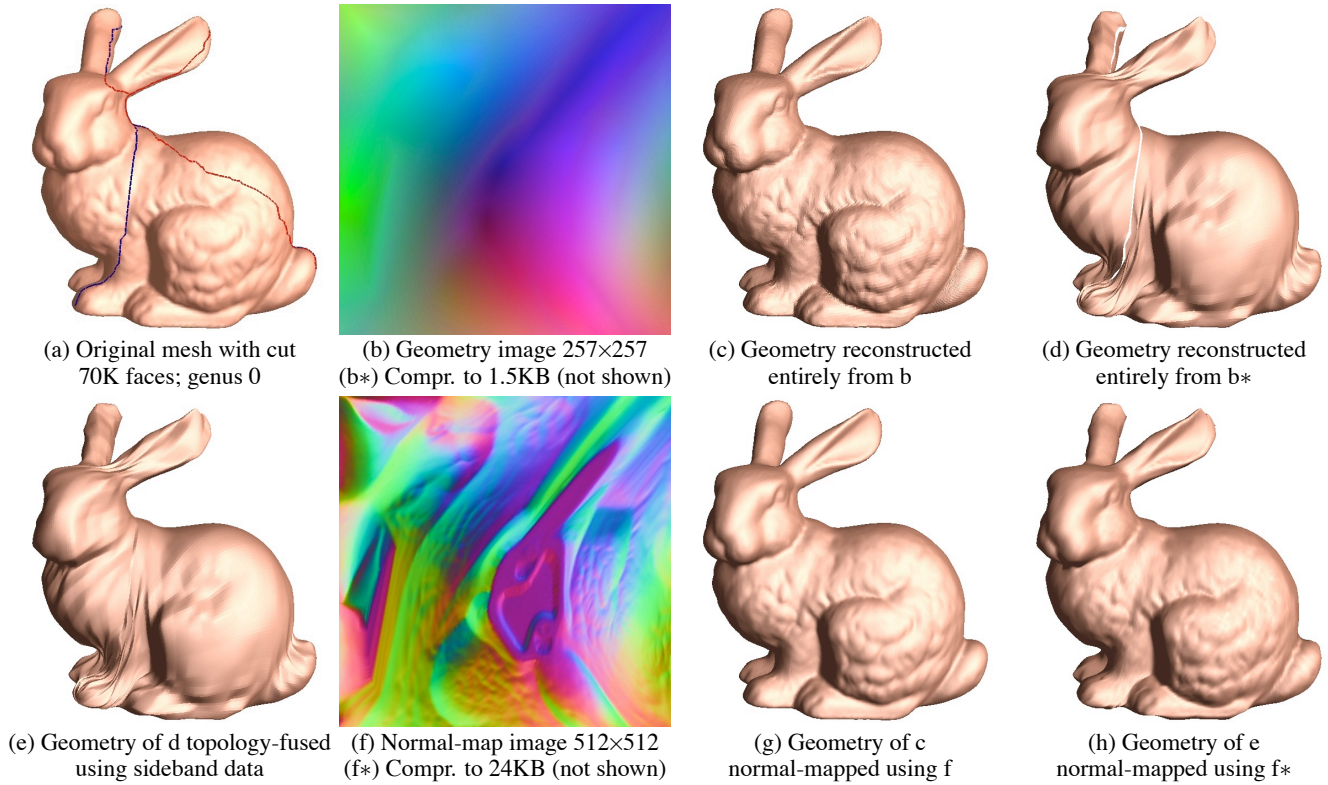 (a) Original mesh with cut
70K faces; genus 0
(b) Geometry image 257×257
(b∗) Compr. to 1.5KB (not shown)
(c) Geometry reconstructed
entirely from b
(d) Geometry reconstructed
entirely from b∗
(e) Geometry of d topology-fused
using sideband data
(f) Normal-map image 512×512
(f∗) Compr. to 24KB (not shown)
(g) Geometry of c
normal-mapped using f
(h) Geometry of e
normal-mapped using f∗